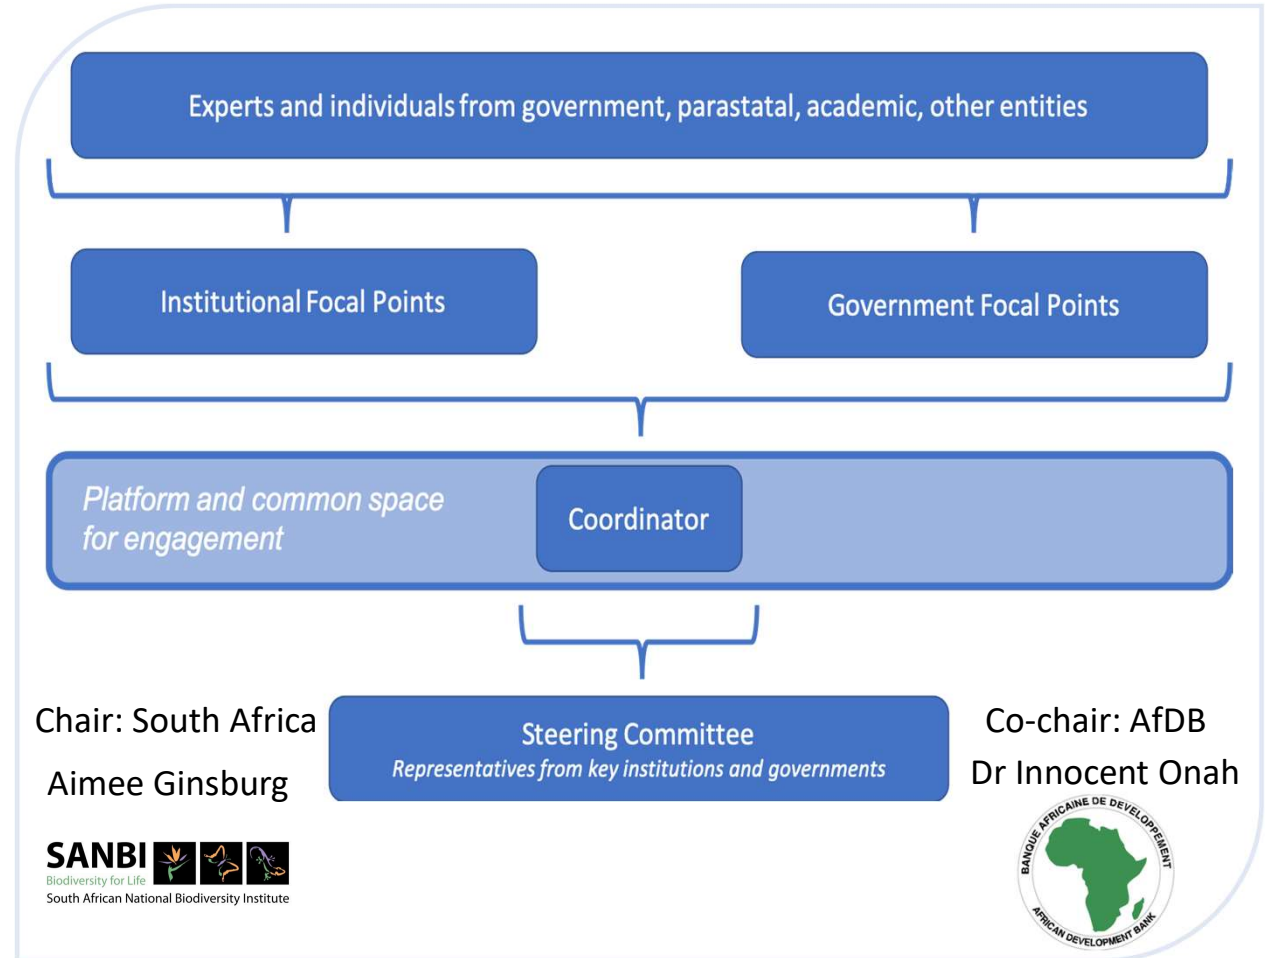 Experts and individuals from government, parastatal, academic, other entities
Institutional Focal Points
Government Focal Points
Platform and common space
for engagement
Coordinator
Steering Committee
Representatives from key institutions and governments
Chair: South Africa
Aimee Ginsburg
Co-chair: AfDB
Dr Innocent Onah
SANBI
Biodiversity for Life
South African National Biodiversity Institute
BANQUE AFRICAINE DE DEVELOPPEMENT
AFRICAN DEVELOPMENT BANK